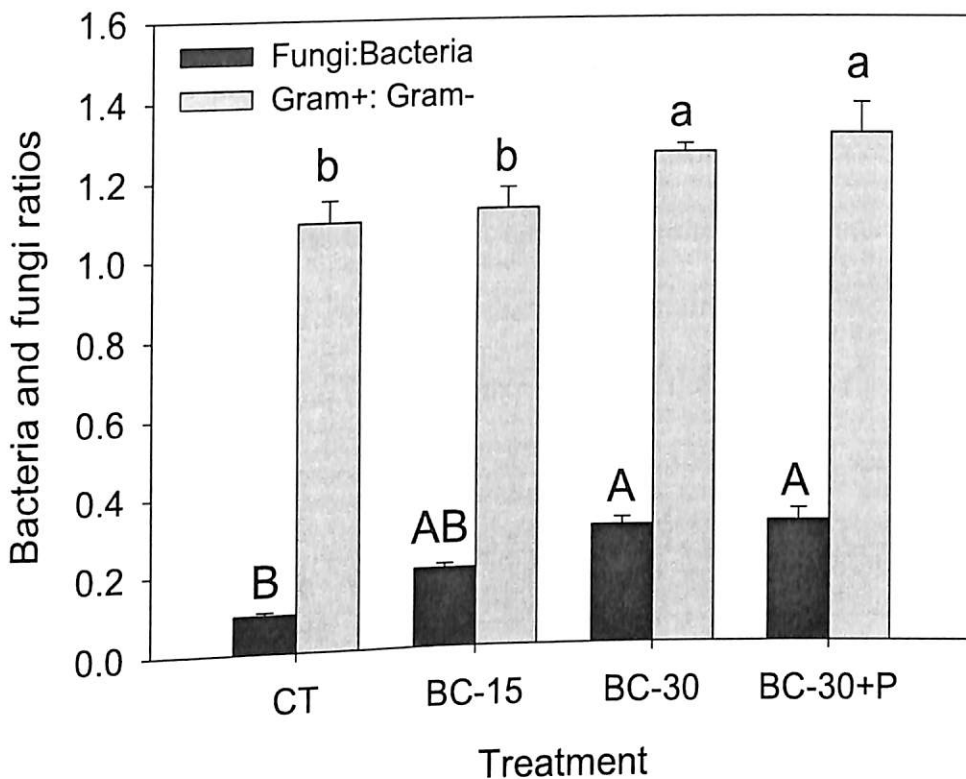 Bacteria and fungi ratios
1.6
1.4
1.2
1.0
0.8
0.6
0.4
0.2
0.0
Fungi:Bacteria
Gram+: Gram-
B
b
AB
b
A
a
A
a
CT
BC-15
BC-30
BC-30+P
Treatment